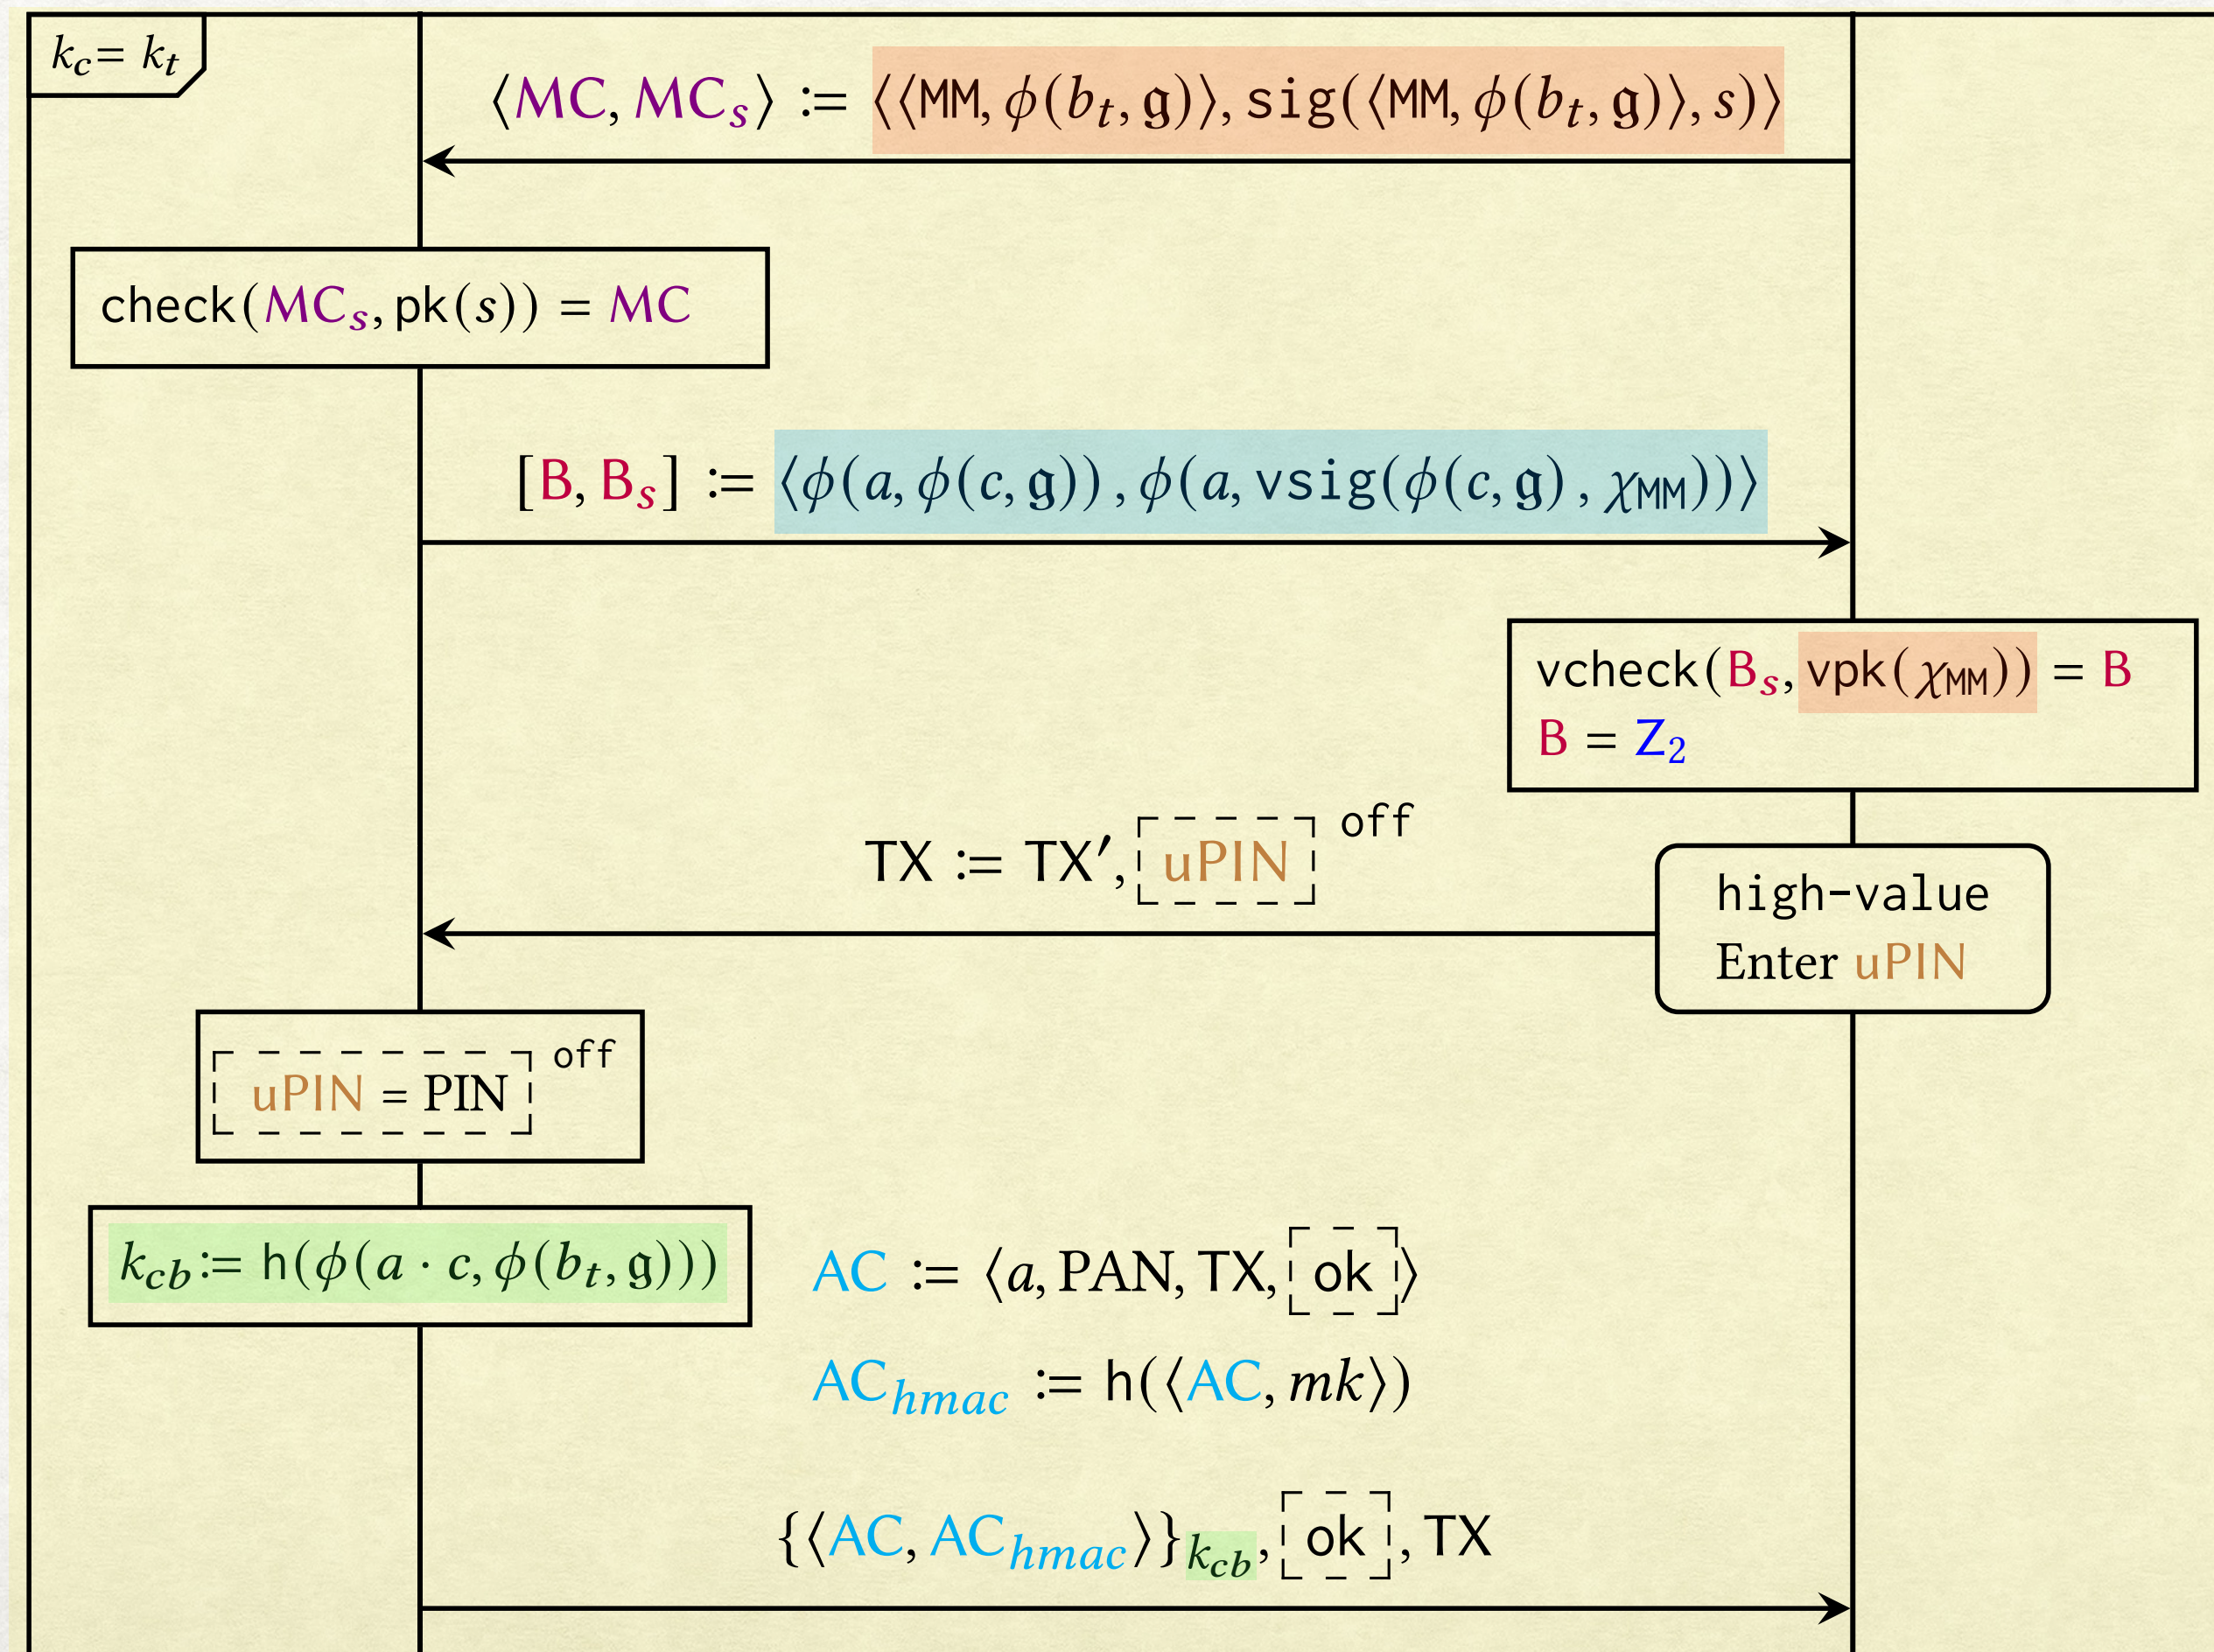 k_c = k_t
⟨MC, MC_s⟩ := ⟨⟨MM, ϕ(b_t, 𝔤)⟩, sig(⟨MM, ϕ(b_t, 𝔤)⟩, s)⟩
check(MC_s, pk(s)) = MC
[B, B_s] := ⟨ϕ(a, ϕ(c, 𝔤)), ϕ(a, vsig(ϕ(c, 𝔤), χ_MM))⟩
vcheck(B_s, vpk(χ_MM)) = B
B = Z_2
TX := TX′, uPIN off
high-value
Enter uPIN
uPIN = PIN off
k_cb := h(ϕ(a · c, ϕ(b_t, 𝔤)))
AC := ⟨a, PAN, TX, ok⟩
AC_hmac := h(⟨AC, mk⟩)
{⟨AC, AC_hmac⟩}_k_cb, ok, TX